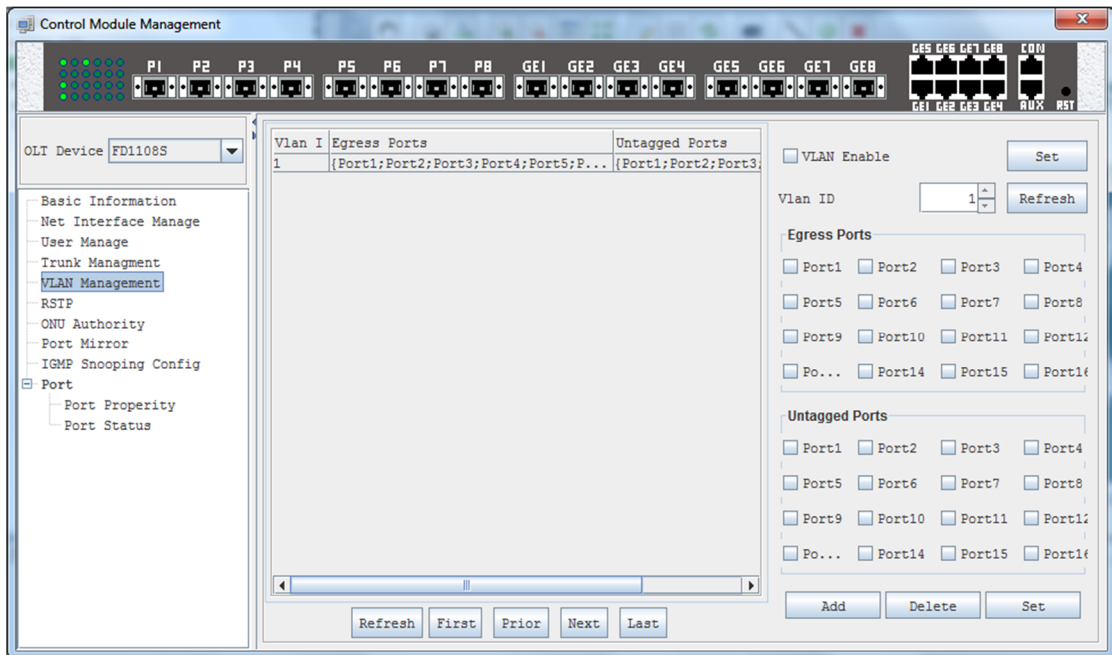 Control Module Management
GE5 GE6 GE7 GE8 CON
P1 P2 P3 P4 P5 P6 P7 P8 GE1 GE2 GE3 GE4 GE5 GE6 GE7 GE8
GE1 GE2 GE3 GE4 AUX RST
OLT Device FD1108S
Basic Information
Net Interface Manage
User Manage
Trunk Managment
VLAN Management
RSTP
ONU Authority
Port Mirror
IGMP Snooping Config
Port
Port Properity
Port Status
Vlan I Egress Ports Untagged Ports
1 {Port1;Port2;Port3;Port4;Port5;P... {Port1;Port2;Port3;
Refresh First Prior Next Last
VLAN Enable Set
Vlan ID 1 Refresh
Egress Ports
Port1 Port2 Port3 Port4
Port5 Port6 Port7 Port8
Port9 Port10 Port11 Port12
Po... Port14 Port15 Port16
Untagged Ports
Port1 Port2 Port3 Port4
Port5 Port6 Port7 Port8
Port9 Port10 Port11 Port12
Po... Port14 Port15 Port16
Add Delete Set